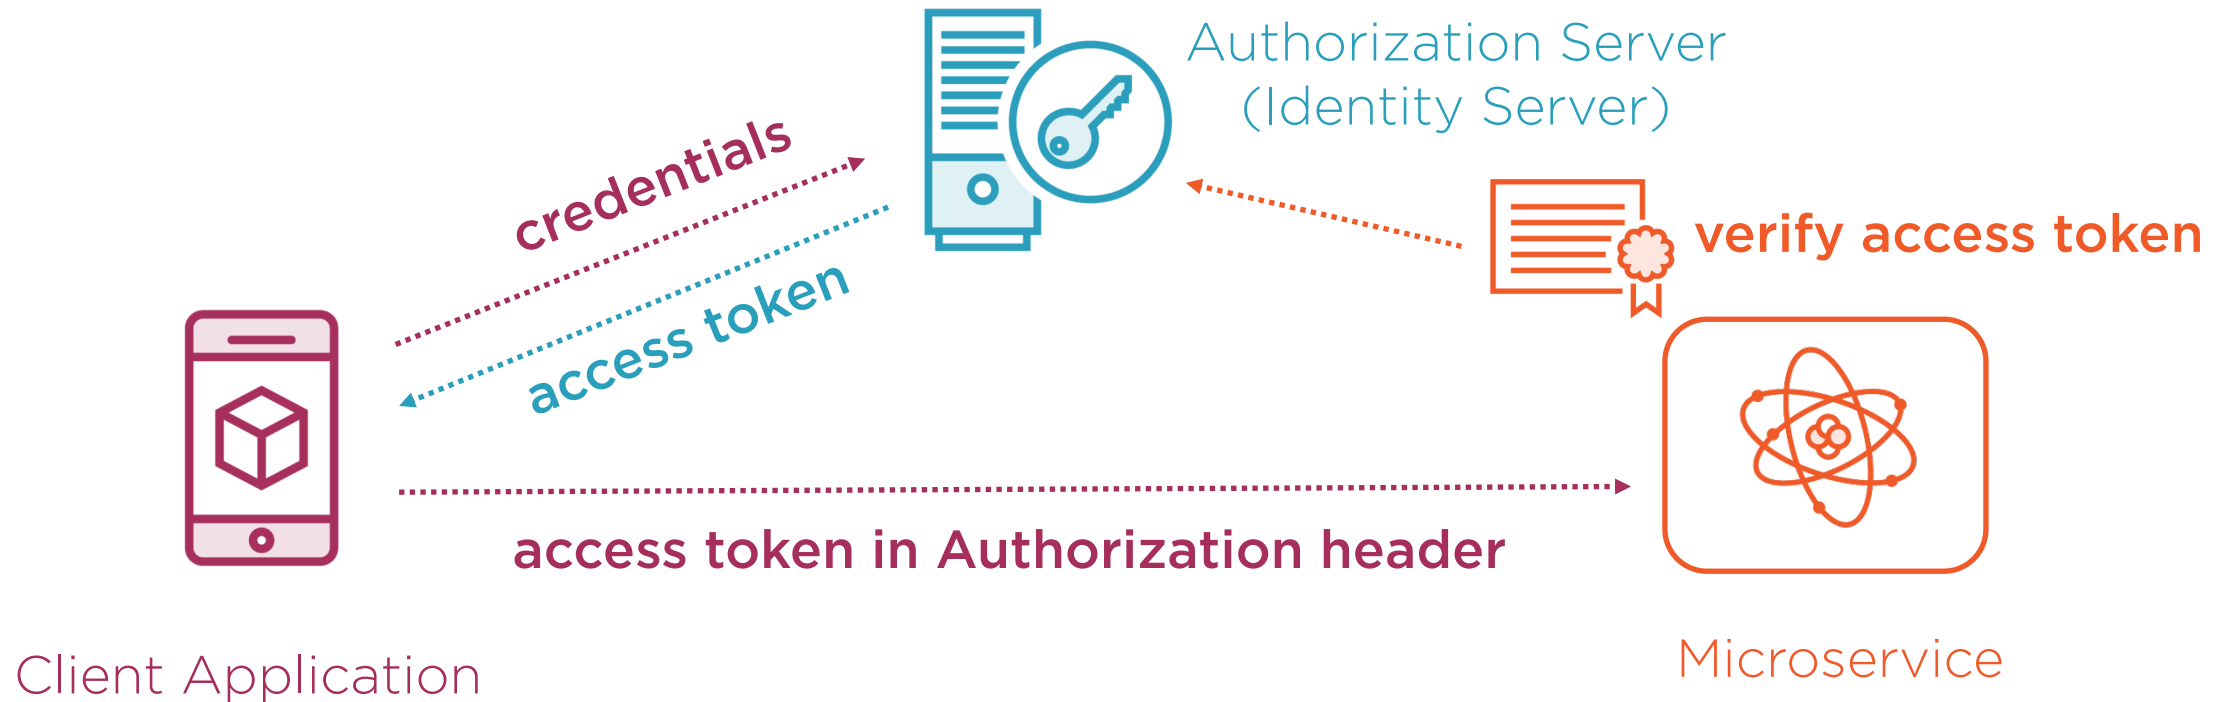 Authorization Server
(Identity Server)
credentials
access token
verify access token
access token in Authorization header
Client Application
Microservice